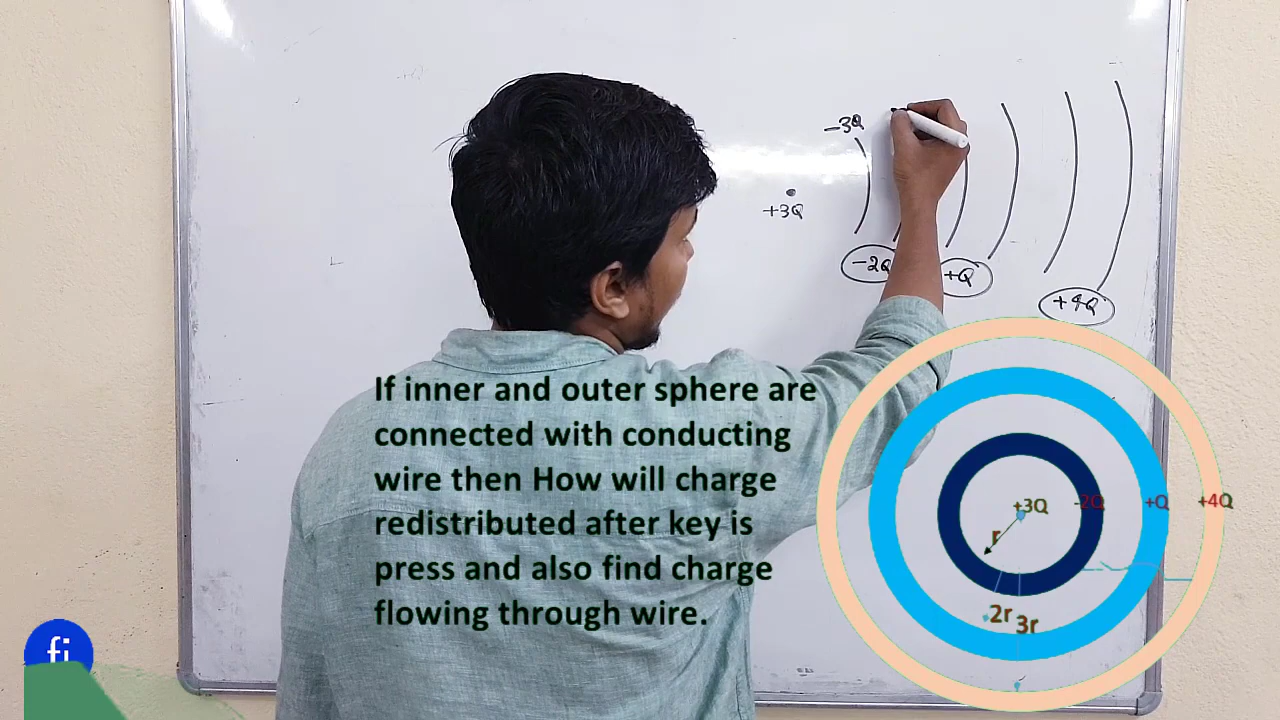 -3Q
+3Q
-2Q
+Q
+4Q
If inner and outer sphere are
connected with conducting
wire then How will charge
redistributed after key is
press and also find charge
flowing through wire.
+3Q
-2Q
+Q
+4Q
r
2r
3r
fi